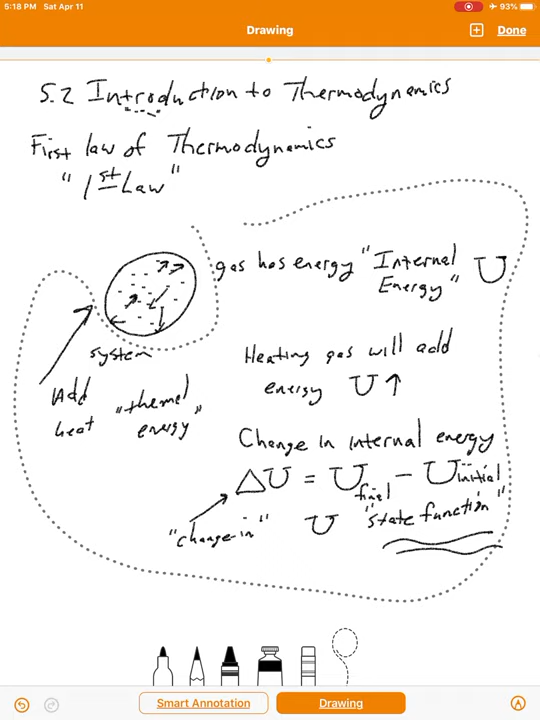 5:18 PM Sat Apr 11
93%
Drawing
Done
5.2 Introduction to Thermodynamics
First law of Thermodynamics
"1st Law"
gas has energy "Internal
Energy" U
system
Heating gas will add
energy U ↑
Add
heat
"thermal
energy"
Change in internal energy
ΔU = Ufinal - Uinitial
"change-in"
U "state function"
Smart Annotation
Drawing